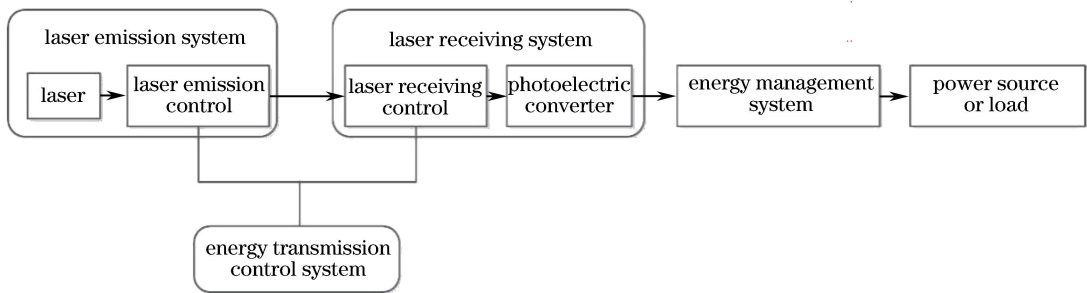 laser emission system
laser
laser emission
control
laser receiving system
laser receiving
control
photoelectric
converter
energy management
system
power source
or load
energy transmission
control system